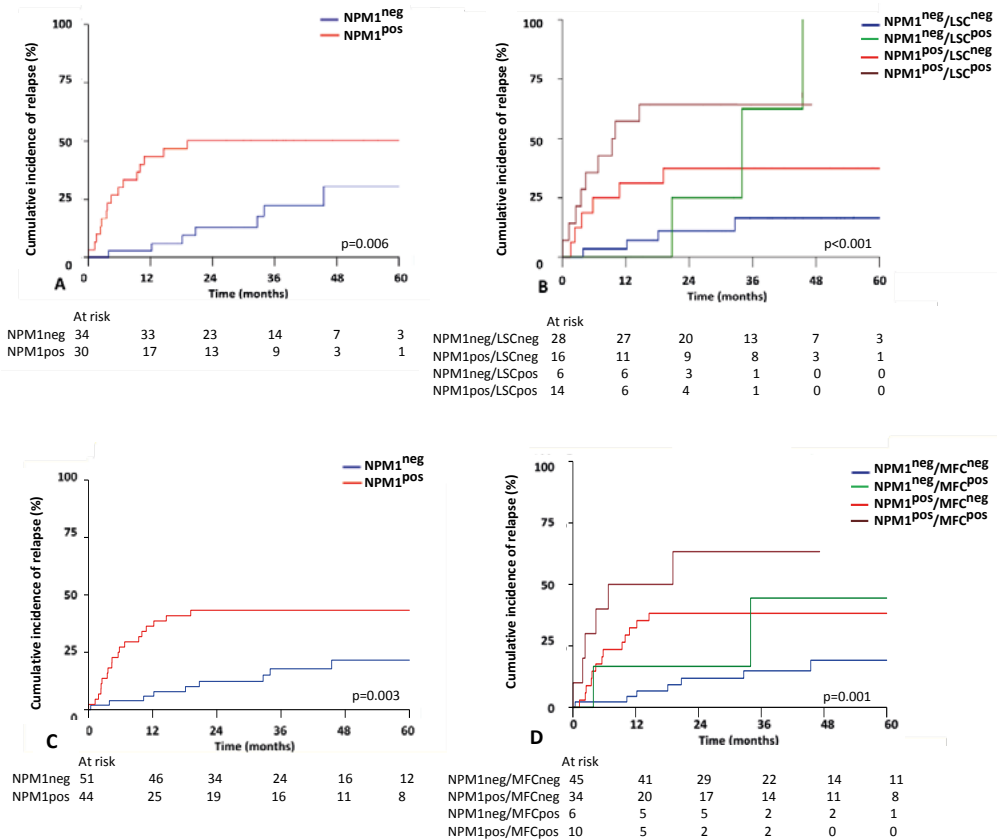 NPM1neg
NPM1pos
Cumulative incidence of relapse (%)
100
75
50
25
0
0 12 24 36 48 60
p=0.006
A
Time (months)
At risk
NPM1neg 34 33 23 14 7 3
NPM1pos 30 17 13 9 3 1
NPM1neg/LSCneg
NPM1neg/LSCpos
NPM1pos/LSCneg
NPM1pos/LSCpos
Cumulative incidence of relapse (%)
100
75
50
25
0
0 12 24 36 48 60
p<0.001
B
Time (months)
At risk
NPM1neg/LSCneg 28 27 20 13 7 3
NPM1pos/LSCneg 16 11 9 8 3 1
NPM1neg/LSCpos 6 6 3 1 0 0
NPM1pos/LSCpos 14 6 4 1 0 0
NPM1neg
NPM1pos
Cumulative incidence of relapse (%)
100
75
50
25
0
0 12 24 36 48 60
p=0.003
C
Time (months)
At risk
NPM1neg 51 46 34 24 16 12
NPM1pos 44 25 19 16 11 8
NPM1neg/MFCneg
NPM1neg/MFCpos
NPM1pos/MFCneg
NPM1pos/MFCpos
Cumulative incidence of relapse (%)
100
75
50
25
0
0 12 24 36 48 60
p=0.001
D
Time (months)
At risk
NPM1neg/MFCneg 45 41 29 22 14 11
NPM1pos/MFCneg 34 20 17 14 11 8
NPM1neg/MFCpos 6 5 5 2 2 1
NPM1pos/MFCpos 10 5 2 2 0 0